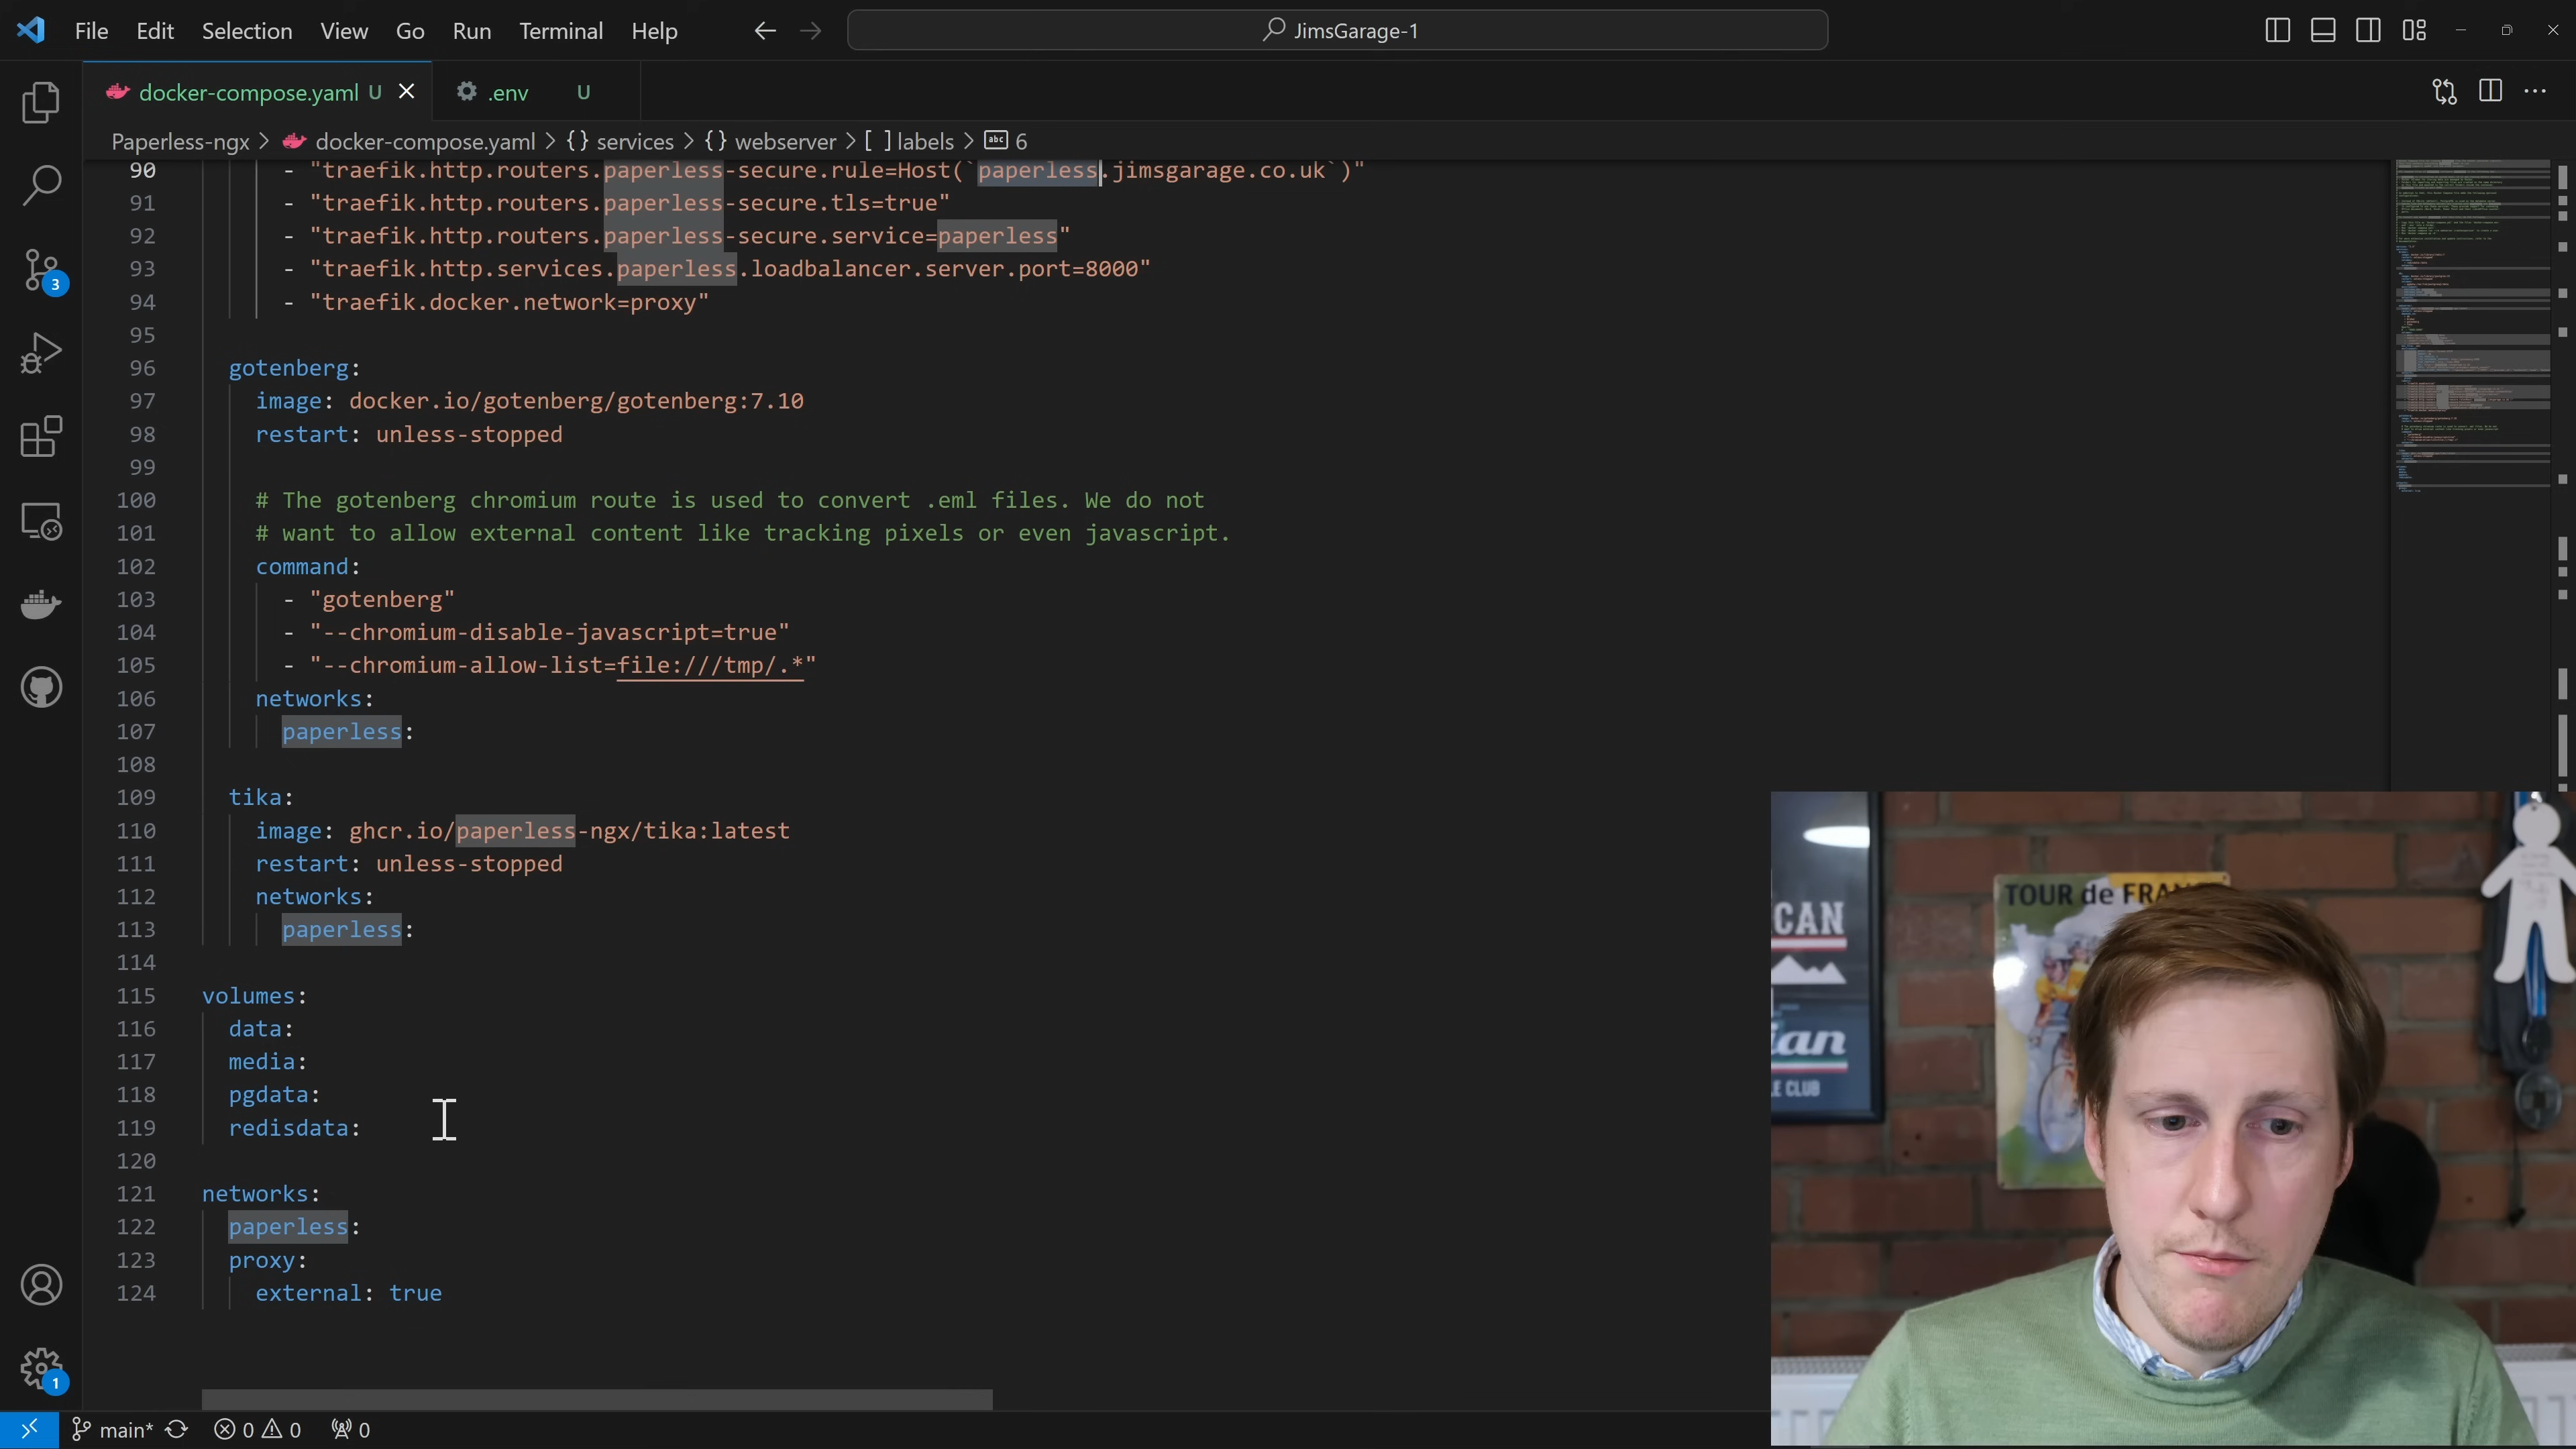 File Edit Selection View Go Run Terminal Help JimsGarage-1
docker-compose.yaml U .env U
Paperless-ngx > docker-compose.yaml > {} services > {} webserver > [ ] labels > abc 6
90 - "traefik.http.routers.paperless-secure.rule=Host(`paperless.jimsgarage.co.uk`)"
91 - "traefik.http.routers.paperless-secure.tls=true"
92 - "traefik.http.routers.paperless-secure.service=paperless"
93 - "traefik.http.services.paperless.loadbalancer.server.port=8000"
94 - "traefik.docker.network=proxy"
95
96 gotenberg:
97 image: docker.io/gotenberg/gotenberg:7.10
98 restart: unless-stopped
99
100 # The gotenberg chromium route is used to convert .eml files. We do not
101 # want to allow external content like tracking pixels or even javascript.
102 command:
103 - "gotenberg"
104 - "--chromium-disable-javascript=true"
105 - "--chromium-allow-list=file:///tmp/.*"
106 networks:
107 paperless:
108
109 tika:
110 image: ghcr.io/paperless-ngx/tika:latest
111 restart: unless-stopped
112 networks:
113 paperless:
114
115 volumes:
116 data:
117 media:
118 pgdata:
119 redisdata:
120
121 networks:
122 paperless:
123 proxy:
124 external: true
3
1
main* 0 0 0
TOUR de FRAN
CAN
ian
LE CLUB